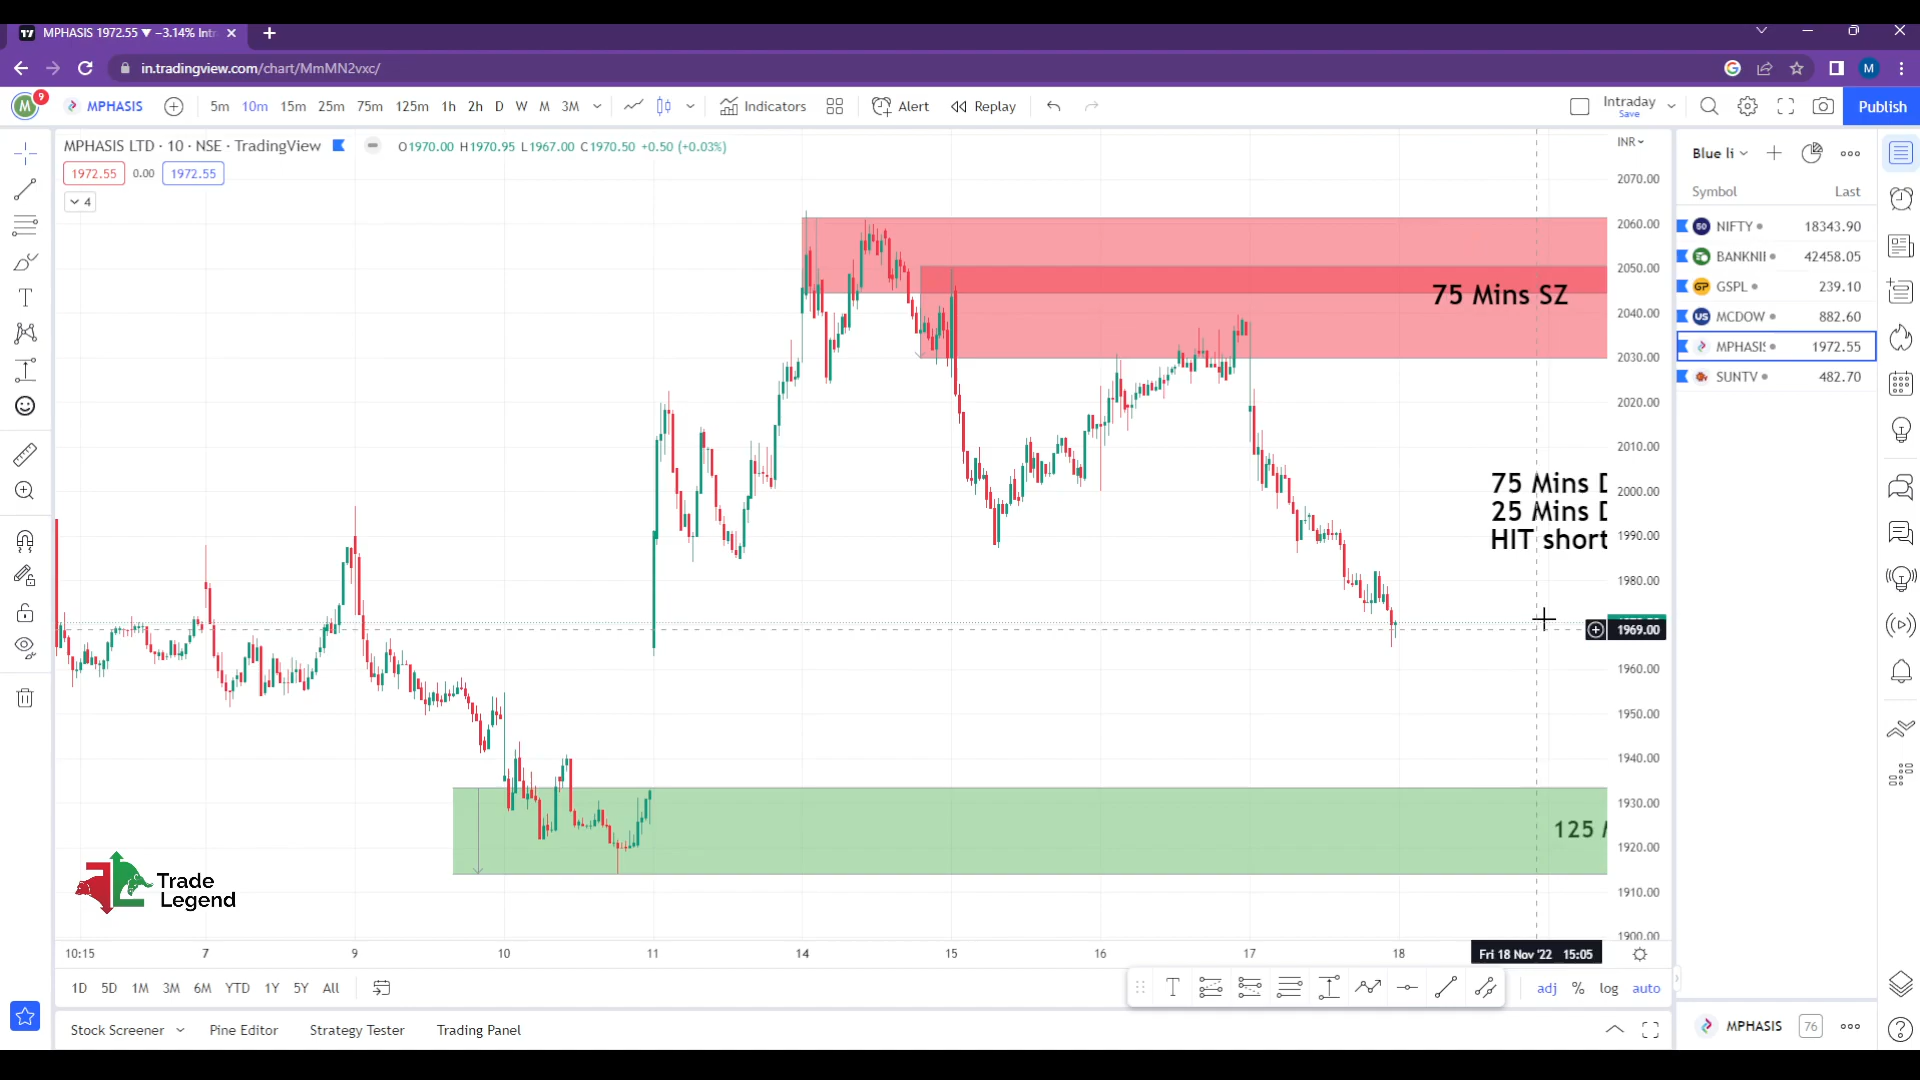 MPHASIS 1972.55 ▼ −3.14% Intr
in.tradingview.com/chart/MmMN2vxc/
M
M 9 MPHASIS 5m 10m 15m 25m 75m 125m 1h 2h D W M 3M Indicators Alert Replay Intraday Save Publish
MPHASIS LTD · 10 · NSE · TradingView O1970.00 H1970.95 L1967.00 C1970.50 +0.50 (+0.03%)
1972.55 0.00 1972.55
4
INR
2070.00
2060.00
2050.00
2040.00
2030.00
2020.00
2010.00
2000.00
1990.00
1980.00
1969.00
1960.00
1950.00
1940.00
1930.00
1920.00
1910.00
1900.00
75 Mins SZ
75 Mins D
25 Mins D
HIT short
125 M
Trade
Legend
10:15 7 9 10 11 14 15 16 17 18 Fri 18 Nov '22 15:05
1D 5D 1M 3M 6M YTD 1Y 5Y All
T
adj % log auto
Stock Screener Pine Editor Strategy Tester Trading Panel
Blue li
Symbol Last
50 NIFTY 18343.90
BANKNII 42458.05
GP GSPL 239.10
US MCDOW 882.60
MPHASIS 1972.55
SUNTV 482.70
MPHASIS 76